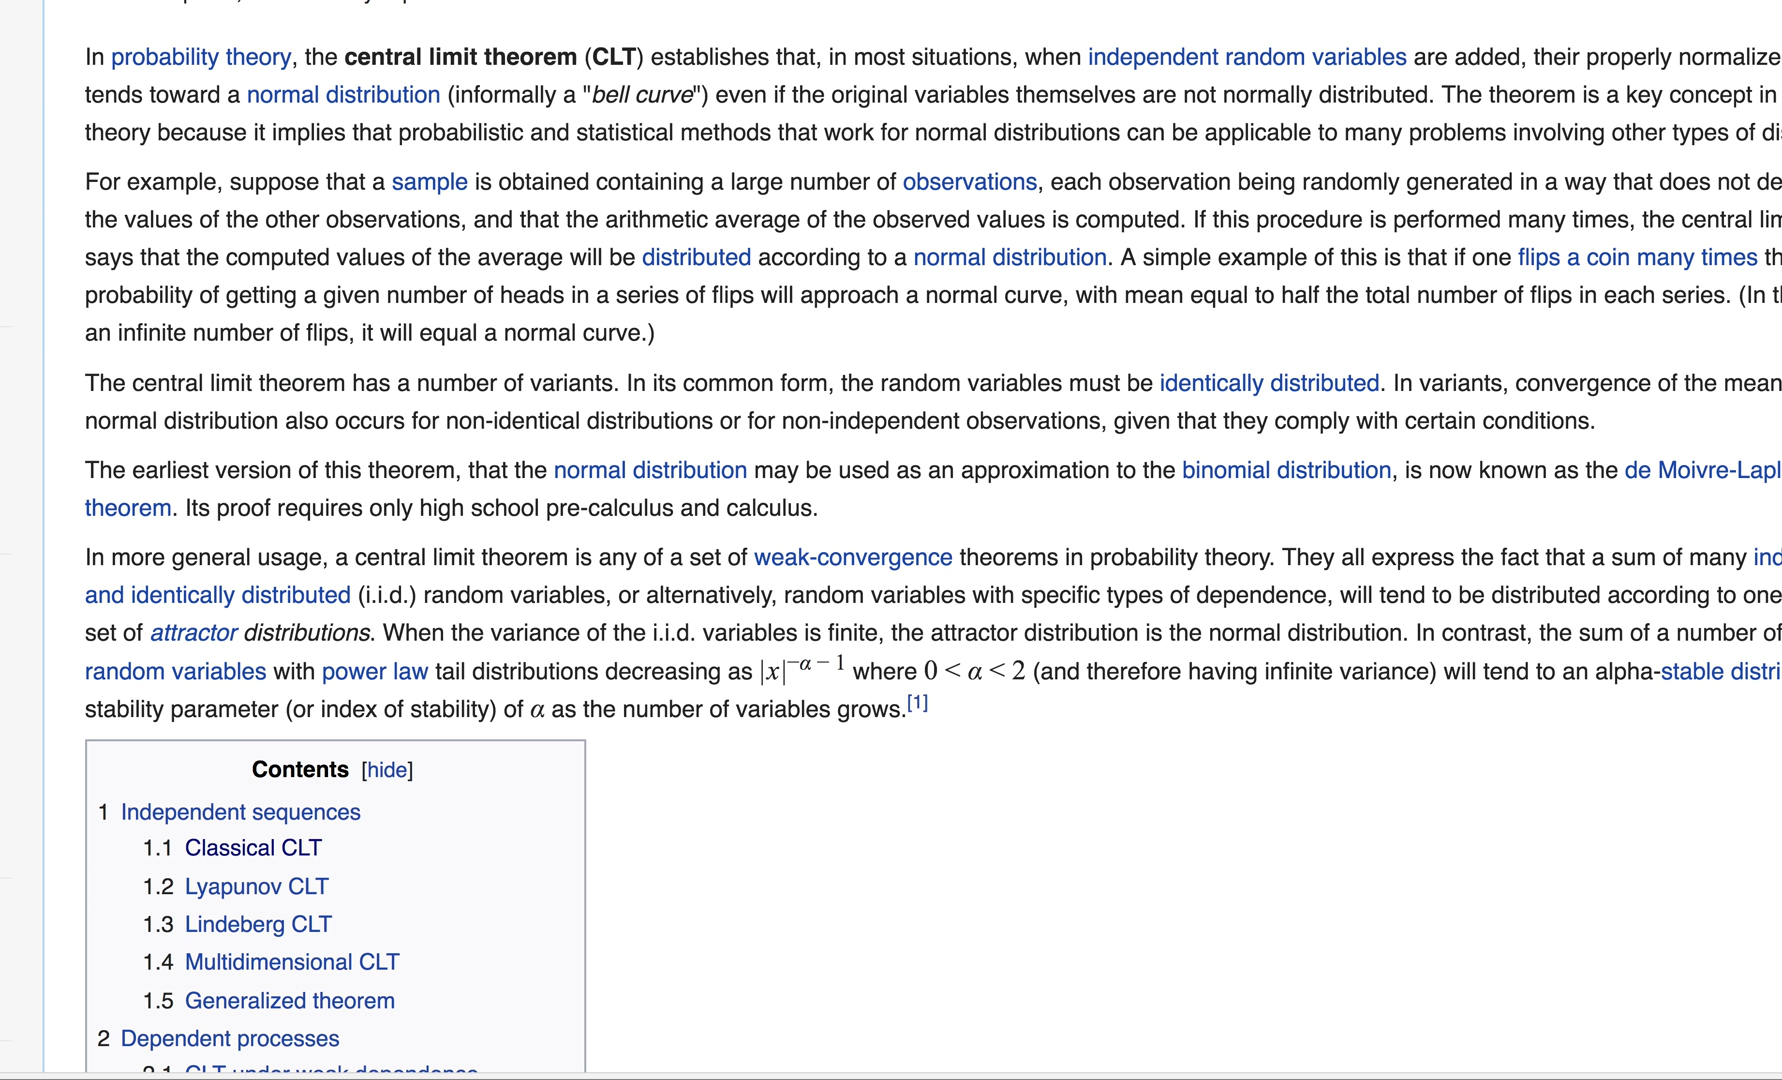 In probability theory, the central limit theorem (CLT) establishes that, in most situations, when independent random variables are added, their properly normalize
tends toward a normal distribution (informally a "bell curve") even if the original variables themselves are not normally distributed. The theorem is a key concept in
theory because it implies that probabilistic and statistical methods that work for normal distributions can be applicable to many problems involving other types of di
For example, suppose that a sample is obtained containing a large number of observations, each observation being randomly generated in a way that does not de
the values of the other observations, and that the arithmetic average of the observed values is computed. If this procedure is performed many times, the central lim
says that the computed values of the average will be distributed according to a normal distribution. A simple example of this is that if one flips a coin many times th
probability of getting a given number of heads in a series of flips will approach a normal curve, with mean equal to half the total number of flips in each series. (In t
an infinite number of flips, it will equal a normal curve.)
The central limit theorem has a number of variants. In its common form, the random variables must be identically distributed. In variants, convergence of the mean
normal distribution also occurs for non-identical distributions or for non-independent observations, given that they comply with certain conditions.
The earliest version of this theorem, that the normal distribution may be used as an approximation to the binomial distribution, is now known as the de Moivre-Lapl
theorem. Its proof requires only high school pre-calculus and calculus.
In more general usage, a central limit theorem is any of a set of weak-convergence theorems in probability theory. They all express the fact that a sum of many ind
and identically distributed (i.i.d.) random variables, or alternatively, random variables with specific types of dependence, will tend to be distributed according to one
set of attractor distributions. When the variance of the i.i.d. variables is finite, the attractor distribution is the normal distribution. In contrast, the sum of a number of
random variables with power law tail distributions decreasing as |x|^−α − 1 where 0 < α < 2 (and therefore having infinite variance) will tend to an alpha-stable distri
stability parameter (or index of stability) of α as the number of variables grows.[1]
Contents [hide]
1 Independent sequences
1.1 Classical CLT
1.2 Lyapunov CLT
1.3 Lindeberg CLT
1.4 Multidimensional CLT
1.5 Generalized theorem
2 Dependent processes
2.1 CLT under weak dependence